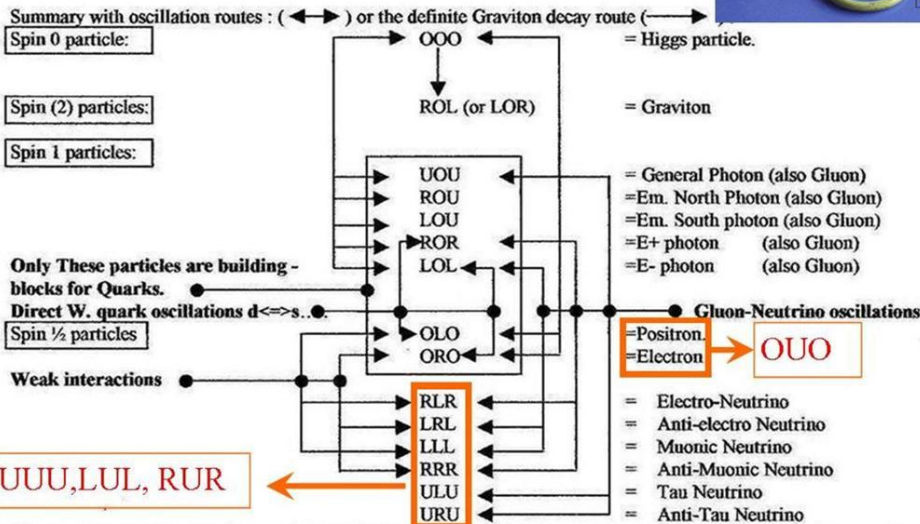 Summary with oscillation routes : ( ) or the definite Graviton decay route (
Spin 0 particle: OOO = Higgs particle.
Spin (2) particles: ROL (or LOR) = Graviton
Spin 1 particles:
UOU = General Photon (also Gluon)
ROU =Em. North Photon (also Gluon)
LOU =Em. South photon (also Gluon)
ROR =E+ photon (also Gluon)
Only These particles are building - LOL =E- photon (also Gluon)
blocks for Quarks.
Direct W. quark oscillations d<=>s... Gluon-Neutrino oscillations
Spin ½ particles OLO =Positron.
ORO =Electron OUO
Weak interactions
RLR = Electro-Neutrino
LRL = Anti-electro Neutrino
LLL = Muonic Neutrino
UUU,LUL, RUR RRR = Anti-Muonic Neutrino
ULU = Tau Neutrino
URU = Anti-Tau Neutrino